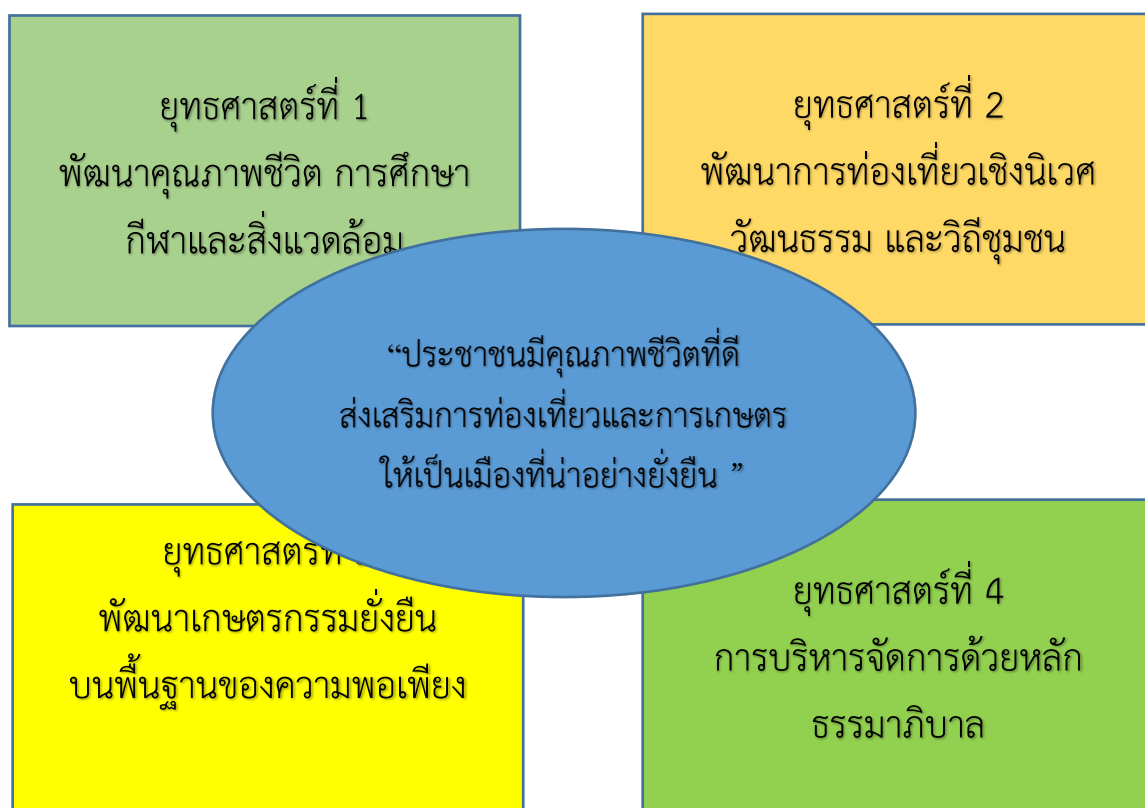 ยุทธศาสตร์ที่ 1
พัฒนาคุณภาพชีวิต การศึกษา
กีฬาและสิ่งแวดล้อม
ยุทธศาสตร์ที่ 2
พัฒนาการท่องเที่ยวเชิงนิเวศ
วัฒนธรรม และวิถีชุมชน
“ประชาชนมีคุณภาพชีวิตที่ดี
ส่งเสริมการท่องเที่ยวและการเกษตร
ให้เป็นเมืองที่น่าอย่างยั่งยืน ”
ยุทธศาสตร์ที่
พัฒนาเกษตรกรรมยั่งยืน
บนพื้นฐานของความพอเพียง
ยุทธศาสตร์ที่ 4
การบริหารจัดการด้วยหลัก
ธรรมาภิบาล